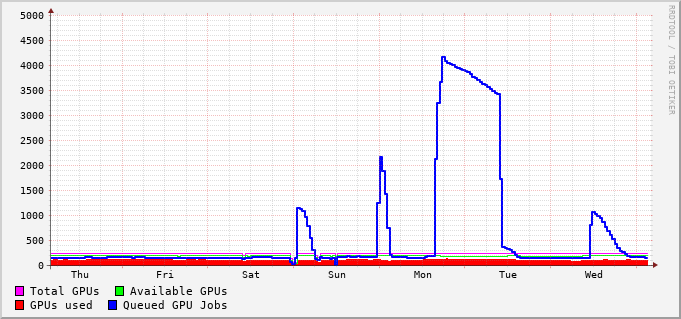 5000
4500
4000
3500
3000
2500
2000
1500
1000
500
0
Thu Fri Sat Sun Mon Tue Wed
Total GPUs Available GPUs
GPUs used Queued GPU Jobs
RRDTOOL / TOBI OETIKER